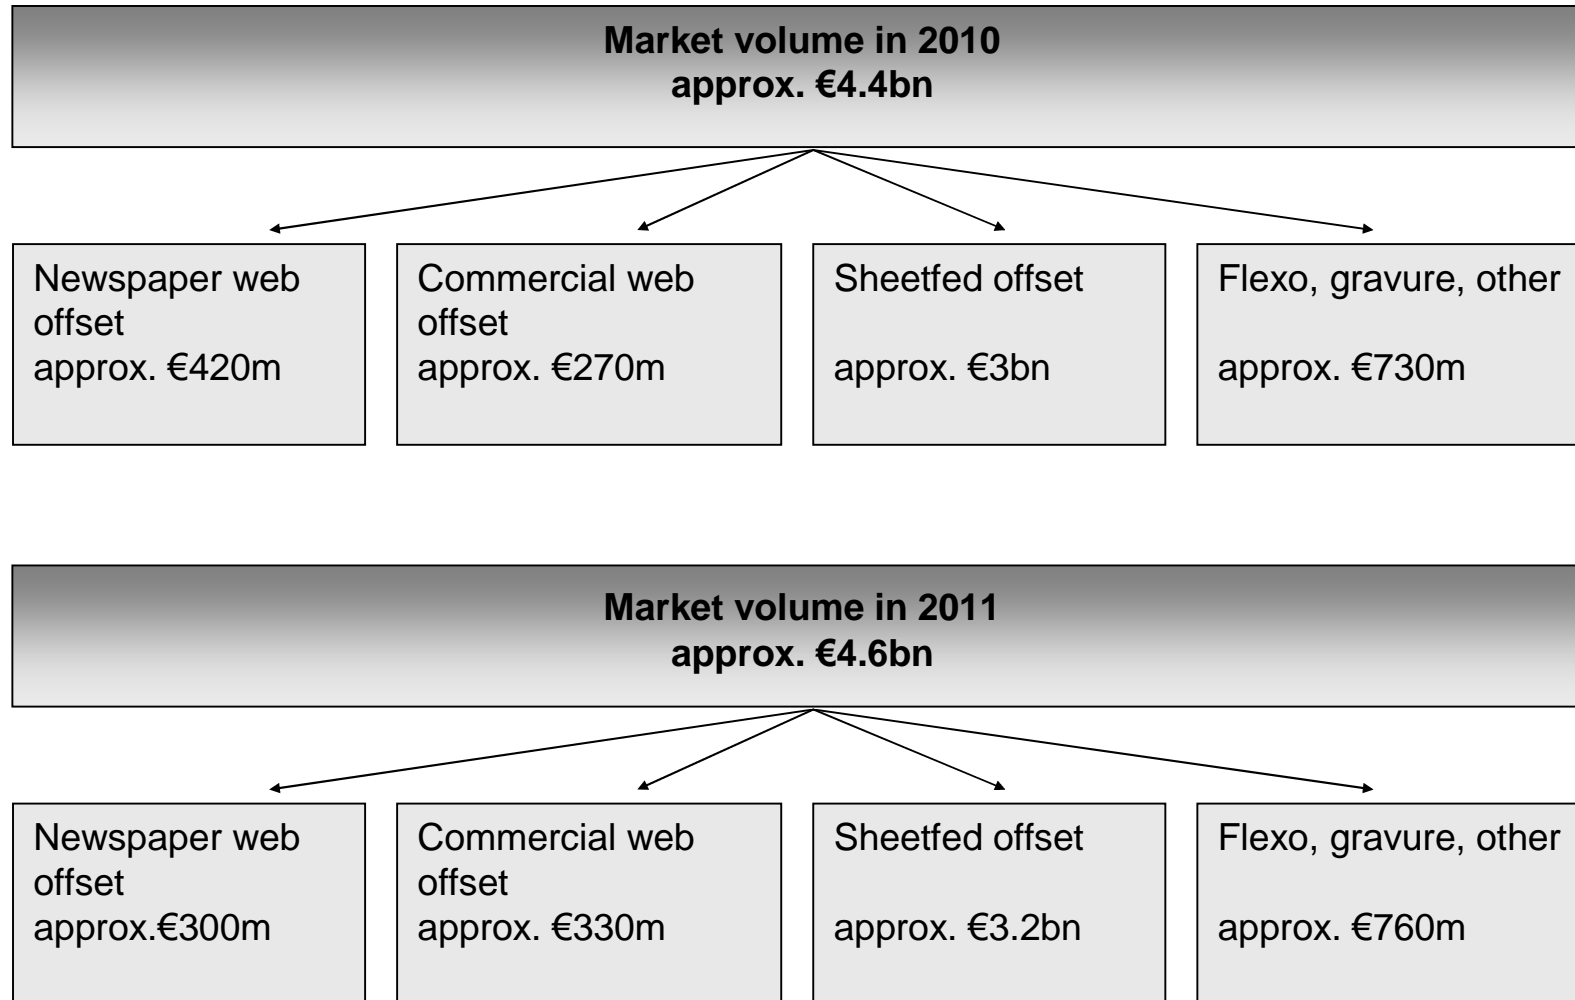 Market volume in 2010
approx. €4.4bn
Newspaper web
offset
approx. €420m
Commercial web
offset
approx. €270m
Sheetfed offset
approx. €3bn
Flexo, gravure, other
approx. €730m
Market volume in 2011
approx. €4.6bn
Newspaper web
offset
approx.€300m
Commercial web
offset
approx. €330m
Sheetfed offset
approx. €3.2bn
Flexo, gravure, other
approx. €760m